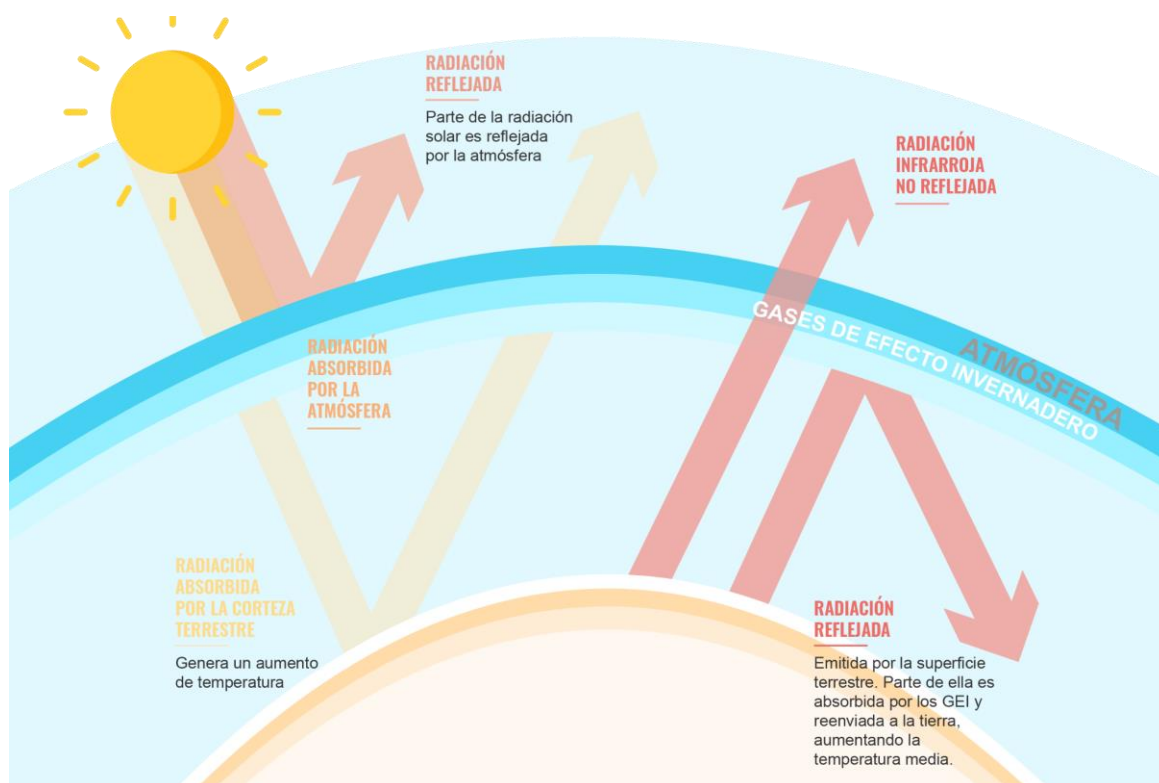 RADIACIÓN
REFLEJADA
Parte de la radiación
solar es reflejada
por la atmósfera
RADIACIÓN
INFRARROJA
NO REFLEJADA
ATMÓSFERA
GASES DE EFECTO INVERNADERO
RADIACIÓN
ABSORBIDA
POR LA
ATMÓSFERA
RADIACIÓN
ABSORBIDA
POR LA CORTEZA
TERRESTRE
Genera un aumento
de temperatura
RADIACIÓN
REFLEJADA
Emitida por la superficie
terrestre. Parte de ella es
absorbida por los GEI y
reenviada a la tierra,
aumentando la
temperatura media.